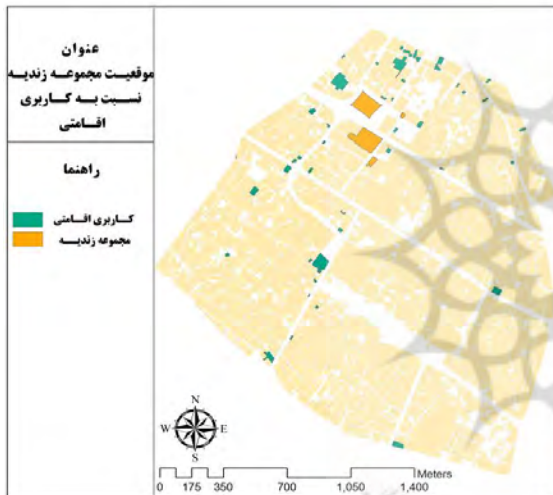 عنوان
موقعیت مجموعه زندیه
نسبت به کاربری
اقامتی
راهنما
کاربری اقامتی
مجموعه زندیه
N
W E
S
Meters
0 175 350 700 1,050 1,400